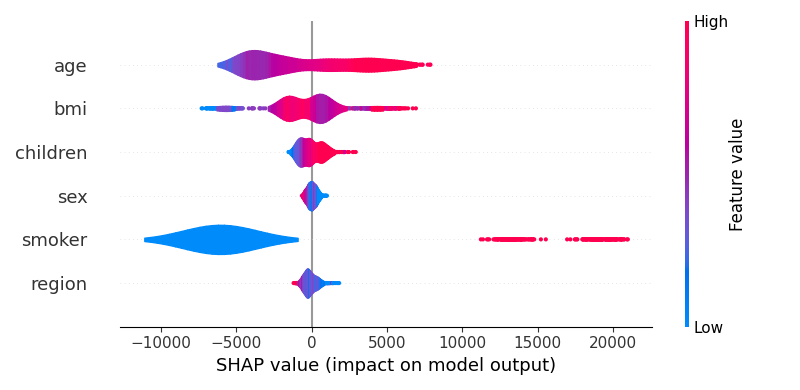 High
age
bmi
children
sex
smoker
region
Feature value
Low
−10000 −5000 0 5000 10000 15000 20000
SHAP value (impact on model output)